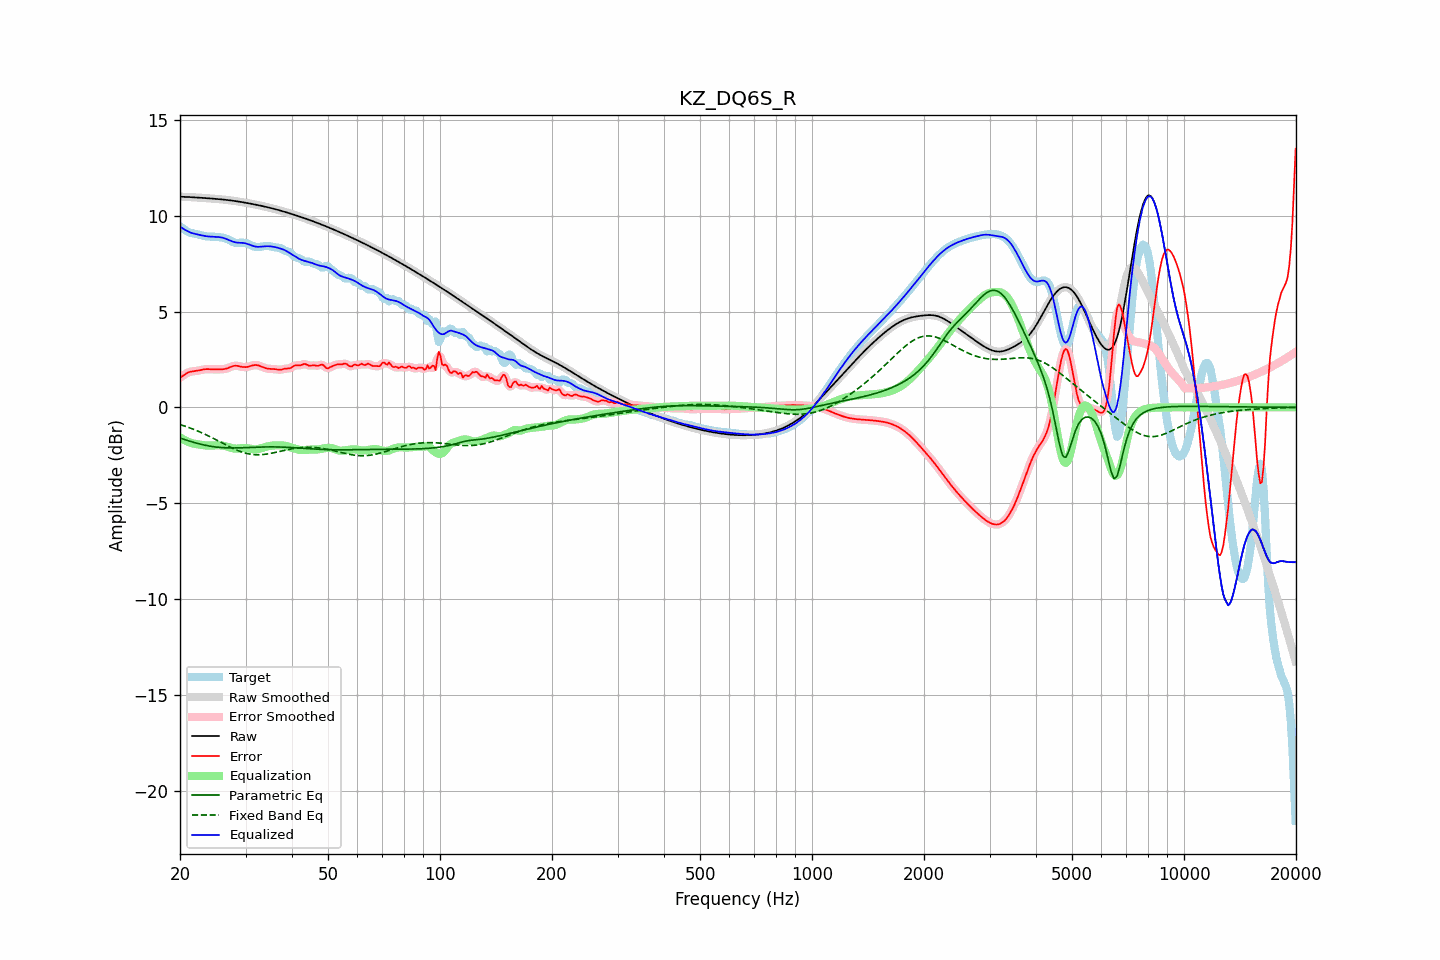 KZ_DQ6S_R
15
10
5
0
−5
−10
−15
−20
Amplitude (dBr)
Target
Raw Smoothed
Error Smoothed
Raw
Error
Equalization
Parametric Eq
Fixed Band Eq
Equalized
20 50 100 200 500 1000 2000 5000 10000 20000
Frequency (Hz)